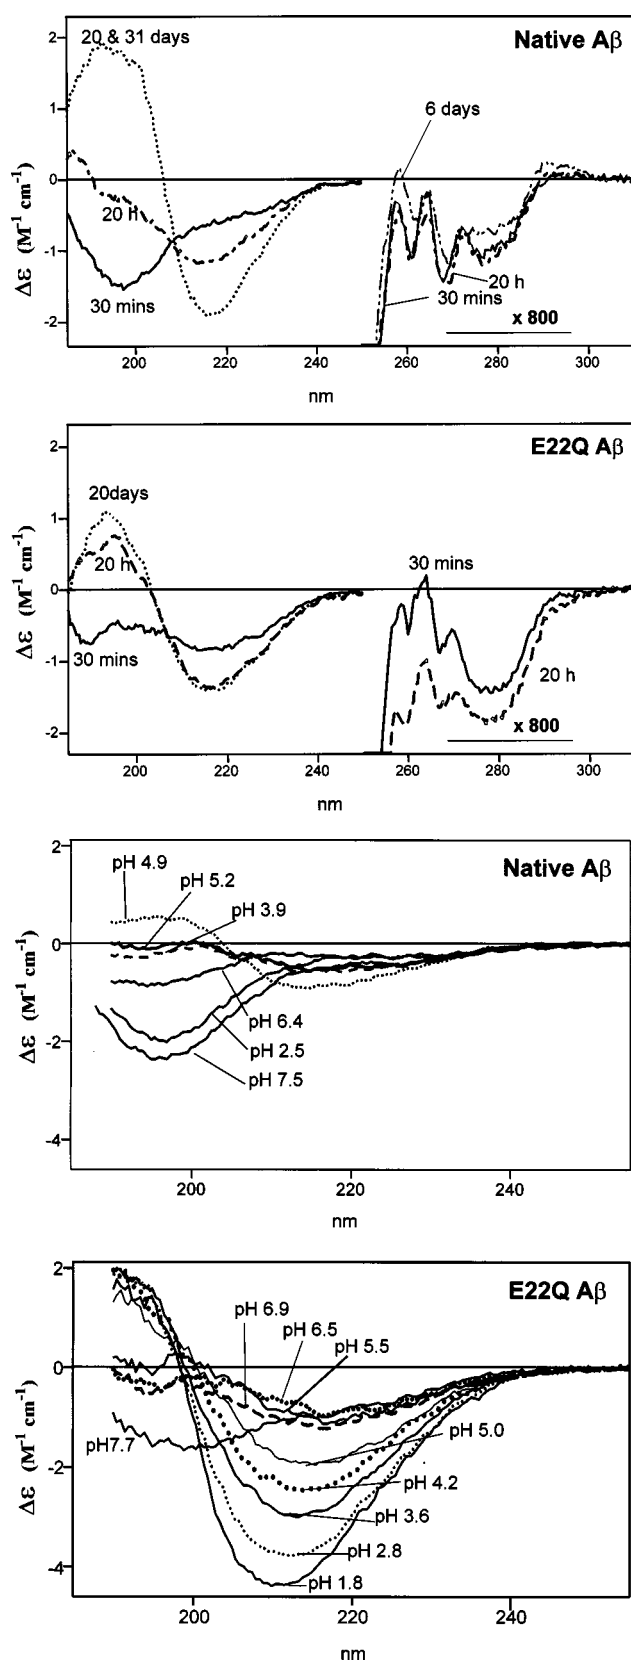 Native Aβ
20 & 31 days
6 days
20 h
30 mins
20 h
30 mins
x 800
Δε (M⁻¹ cm⁻¹)
2
1
0
-1
-2
200 220 240 260 280 300
nm
E22Q Aβ
20days
20 h
30 mins
30 mins
20 h
x 800
Δε (M⁻¹ cm⁻¹)
2
1
0
-1
-2
200 220 240 260 280 300
nm
Native Aβ
pH 4.9
pH 5.2
pH 3.9
pH 6.4
pH 2.5
pH 7.5
Δε (M⁻¹ cm⁻¹)
2
0
-2
-4
200 220 240
nm
E22Q Aβ
pH 6.9
pH 6.5
pH 5.5
pH7.7
pH 5.0
pH 4.2
pH 3.6
pH 2.8
pH 1.8
Δε (M⁻¹ cm⁻¹)
2
0
-2
-4
200 220 240
nm